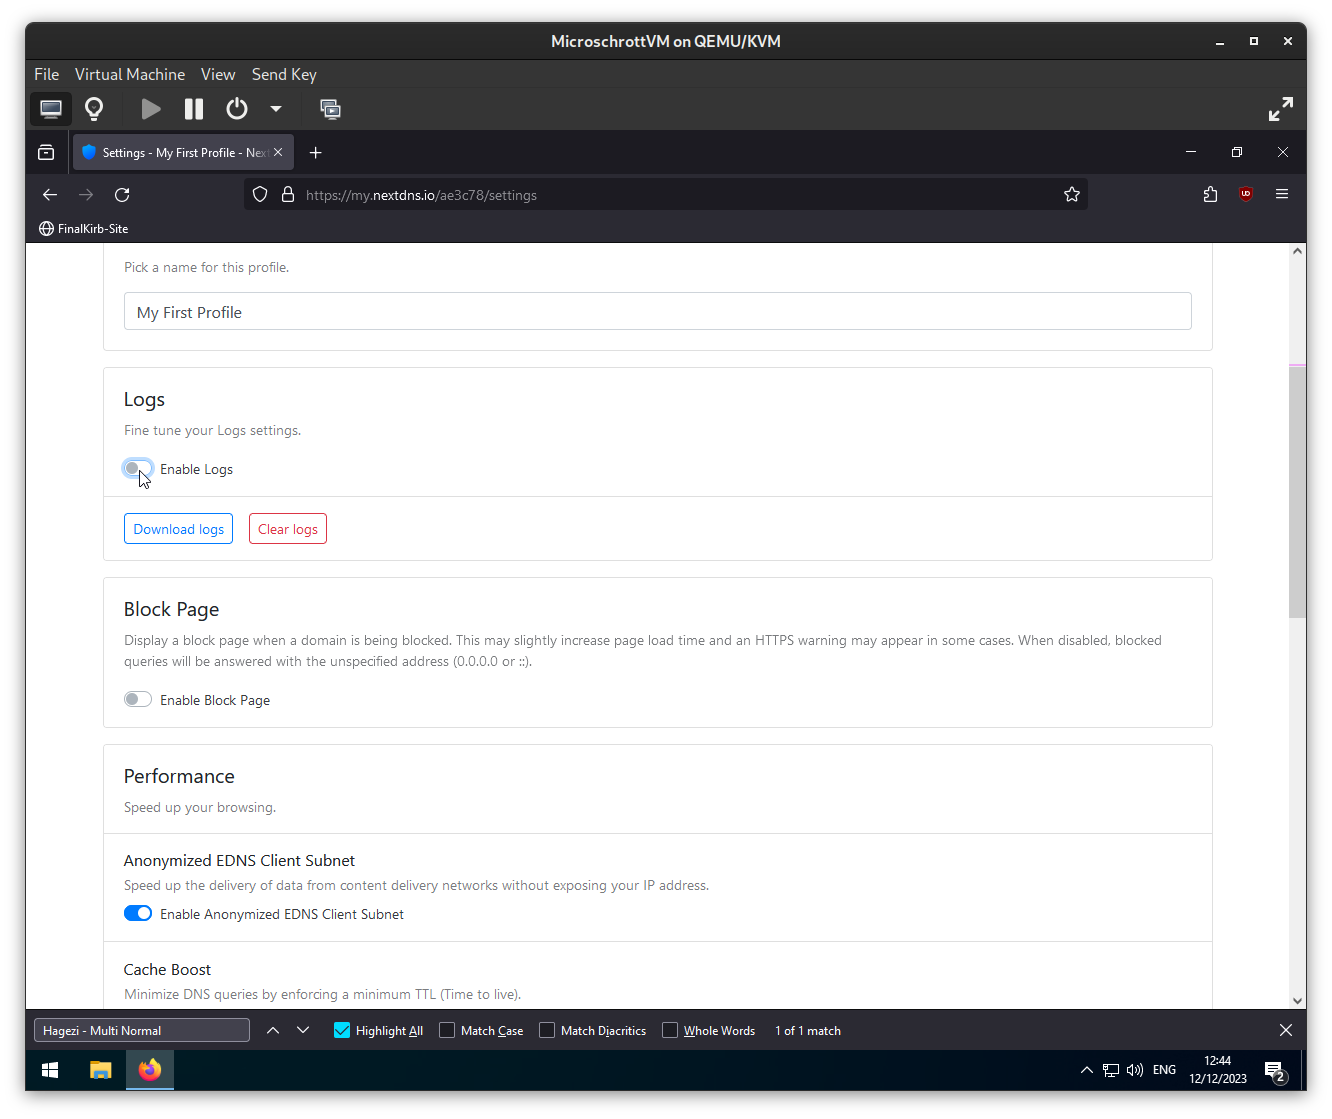 MicroschrottVM on QEMU/KVM
File Virtual Machine View Send Key
Settings - My First Profile - Nex
https://my.nextdns.io/ae3c78/settings
FinalKirb-Site
Pick a name for this profile.
My First Profile
Logs
Fine tune your Logs settings.
Enable Logs
Download logs Clear logs
Block Page
Display a block page when a domain is being blocked. This may slightly increase page load time and an HTTPS warning may appear in some cases. When disabled, blocked
queries will be answered with the unspecified address (0.0.0.0 or ::).
Enable Block Page
Performance
Speed up your browsing.
Anonymized EDNS Client Subnet
Speed up the delivery of data from content delivery networks without exposing your IP address.
Enable Anonymized EDNS Client Subnet
Cache Boost
Minimize DNS queries by enforcing a minimum TTL (Time to live).
Hagezi - Multi Normal Highlight All Match Case Match Diacritics Whole Words 1 of 1 match
ENG 12:44
12/12/2023 2